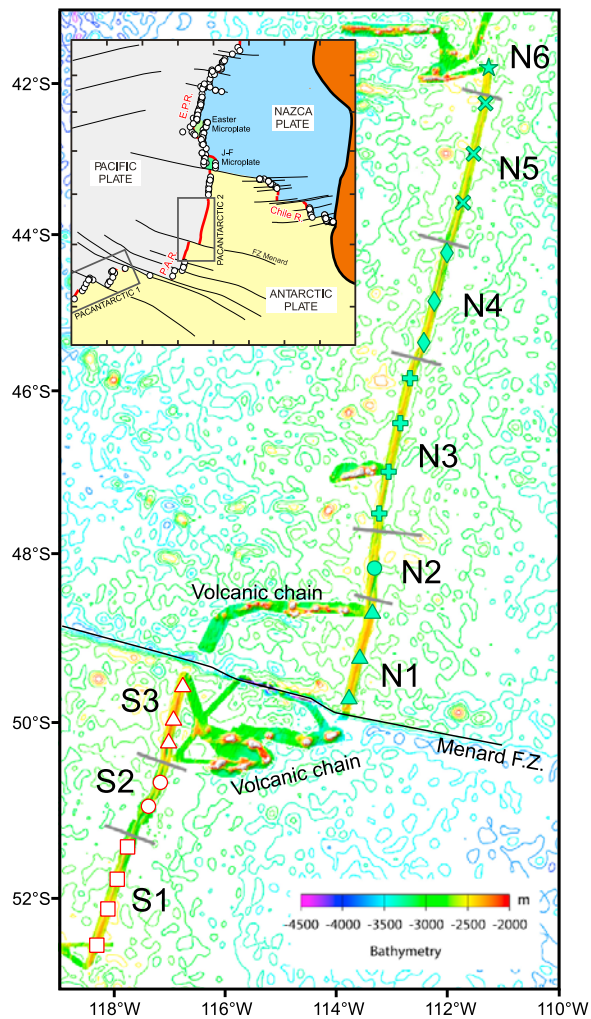 42°S
44°S
46°S
48°S
50°S
52°S
118°W
116°W
114°W
112°W
110°W
N6
N5
N4
N3
N2
N1
S3
S2
S1
Volcanic chain
Volcanic chain
Menard F.Z.
-4500
-4000
-3500
-3000
-2500
-2000
m
Bathymetry
E.P.R.
Easter
Microplate
NAZCA
PLATE
J-F
Microplate
PACIFIC
PLATE
Chile R.
PACANTARCTIC 2
FZ Menard
P.A.R.
ANTARCTIC
PLATE
PACANTARCTIC 1